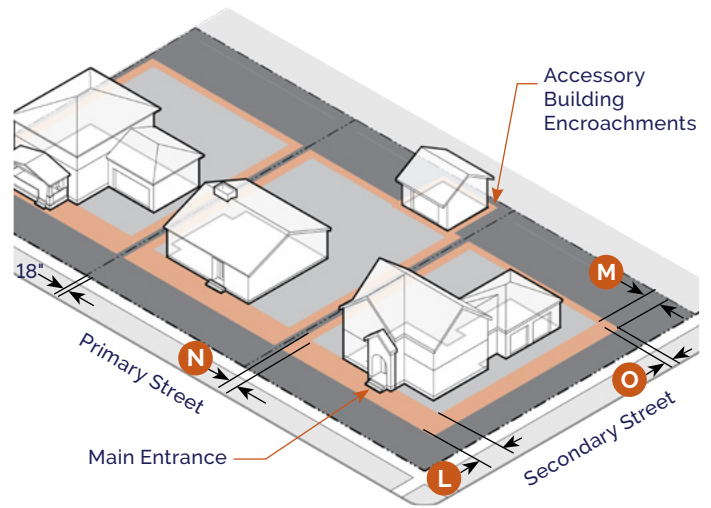 Accessory
Building
Encroachments
M
18"
Primary Street
N
O
Secondary Street
Main Entrance
L